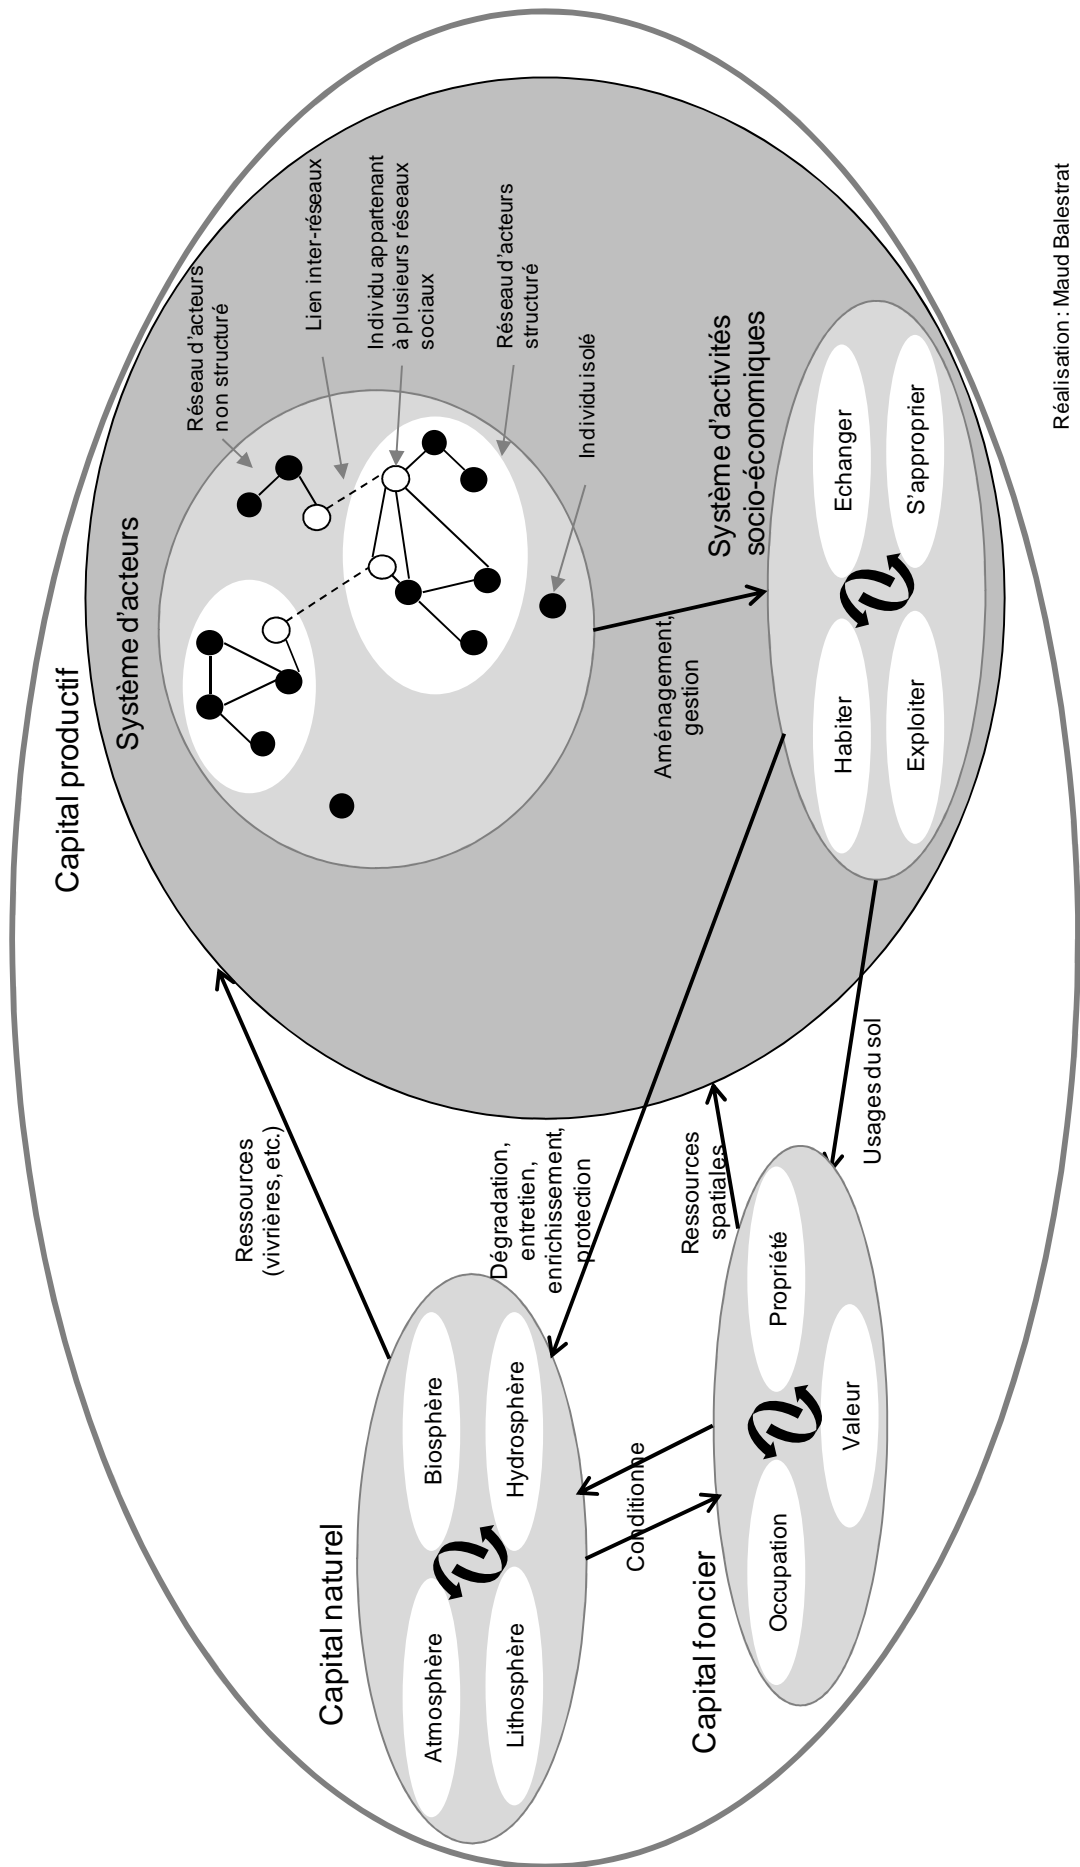 Capital productif
Système d'acteurs
Réseau d'acteurs
non structuré
Lien inter-réseaux
Individu appartenant
à plusieurs réseaux
sociaux
Réseau d'acteurs
structuré
Individu isolé
Aménagement,
gestion
Système d'activités
socio-économiques
Habiter
Echanger
Exploiter
S'approprier
Ressources
(vivrières, etc.)
Dégradation,
entretien,
enrichissement,
protection
Ressources
spatiales
Usages du sol
Capital naturel
Atmosphère
Biosphère
Lithosphère
Hydrosphère
Conditionne
Capital foncier
Occupation
Propriété
Valeur
Réalisation : Maud Balestrat